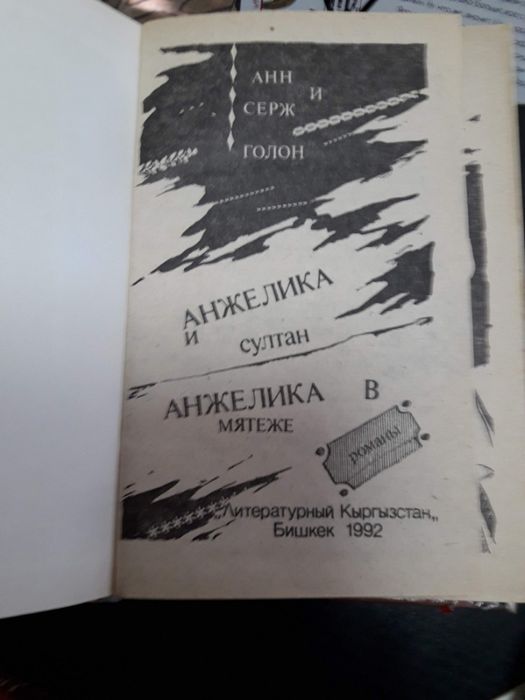 АНН
И
СЕРЖ
ГОЛОН
АНЖЕЛИКА
И
султан
АНЖЕЛИКА В
МЯТЕЖЕ
романы
„Литературный Кыргызстан„
Бишкек 1992